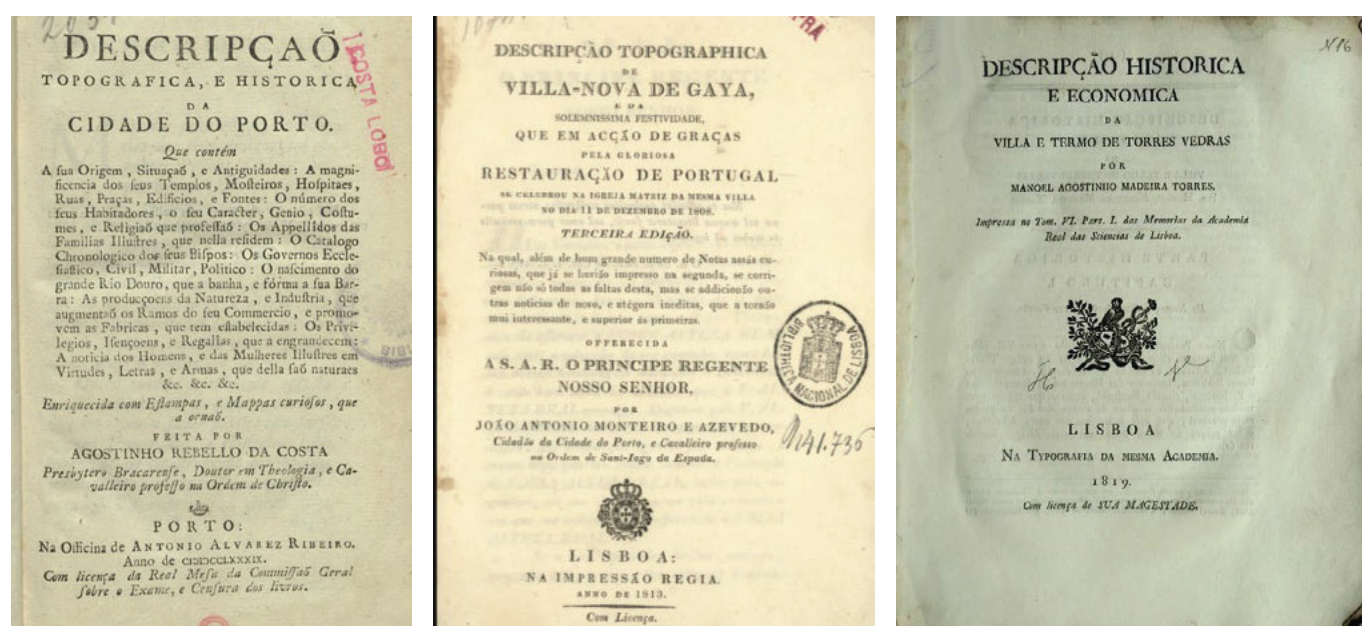 DESCRIPÇAÕ
TOPOGRAFICA, E HISTORICA
DA
CIDADE DO PORTO.
Que contém
A sua Origem, Situaçaõ, e Antiguidades: A magni-
ficencia dos seus Templos, Mosteiros, Hospitaes,
Ruas, Praças, Edificios, e Fontes: O número dos
seus Habitadores, o seu Caracter, Genio, Costu-
mes, e Religiaõ que professaõ: Os Appellidos das
Familias Illustres, que nella residem: O Catalogo
Chronologico dos seus Bispos: Os Governos Eccle-
siastico, Civil, Militar, Politico: O nascimento do
grande Rio Douro, que a banha, e fórma a sua Bar-
ra: As producçoens da Natureza, e Industria, que
augmentaõ os Ramos do seu Commercio, e promo-
vem as Fabricas, que tem estabelecidas: Os Privi-
legios, Isençoens, e Regalias, que a engrandecem:
A noticia dos Homens, e das Mulheres Illustres em
Virtudes, Letras, e Armas, que della saõ naturaes
&c. &c. &c.
Enriquecida com Estampas, e Mappas curiosos, que
a ornaõ.
FEITA POR
AGOSTINHO REBELLO DA COSTA
Presbytero Bracarense, Doutor em Theologia, e Ca-
valleiro professo na Ordem de Christo.
PORTO:
Na Officina de ANTONIO ALVAREZ RIBEIRO.
Anno de CIƆIƆCCLXXXIX.
Com licença da Real Mesa da Commissaõ Geral
sobre o Exame, e Censura dos livros.
COSTA LOBO
DESCRIPÇÃO TOPOGRAPHICA
DE
VILLA-NOVA DE GAYA,
E DA
SOLEMNISSIMA FESTIVIDADE,
QUE EM ACÇÃO DE GRAÇAS
PELA GLORIOSA
RESTAURAÇÃO DE PORTUGAL
SE CELEBROU NA IGREJA MATRIZ DA MESMA VILLA
NO DIA 11 DE DEZEMBRO DE 1808.
TERCEIRA EDIÇÃO.
Na qual, além de hum grande numero de Notas assás cu-
riosas, que já se havião impresso na segunda, se corri-
gem não só todas as faltas desta, mas se addicionão ou-
tras noticias de novo, e atégora ineditas, que a tornão
mui interessante, e superior ás primeiras.
OFFERECIDA
A S. A. R. O PRINCIPE REGENTE
NOSSO SENHOR,
POR
JOÃO ANTONIO MONTEIRO E AZEVEDO,
Cidadão da Cidade do Porto, e Cavalleiro professo
na Ordem de Sant-Iago da Espada.
BIBLIOTHECA NACIONAL DE LISBOA
LISBOA:
NA IMPRESSÃO REGIA.
ANNO DE 1813.
Com Licença.
DESCRIPÇÃO HISTORICA
E ECONOMICA
DA
VILLA E TERMO DE TORRES VEDRAS
POR
MANOEL AGOSTINHO MADEIRA TORRES.
Impressa no Tom. VI. Part. I. das Memorias da Academia
Real das Sciencias de Lisboa.
LISBOA
NA TYPOGRAFIA DA MESMA ACADEMIA.
1819.
Com licença de SUA MAGESTADE.